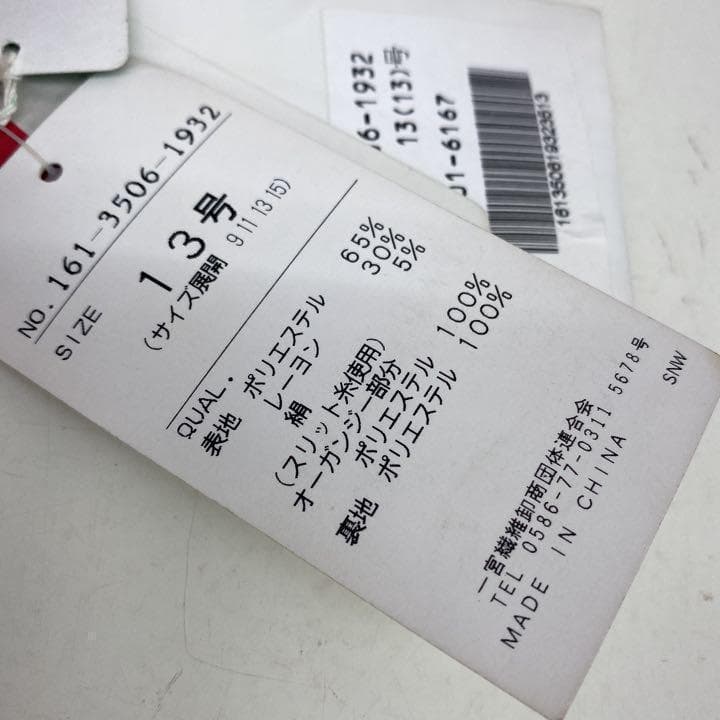 NO. 161-3506-1932
SIZE 13号
(サイズ展開 9 11 13 15)
QUAL.
表地 ポリエステル 65%
レーヨン 30%
絹 5%
(スリット糸使用)
オーガンジー部分
ポリエステル 100%
裏地 ポリエステル 100%
一宮繊維卸商団体連合会
TEL 0586-77-0311 5678号
MADE IN CHINA
SNW
6-1932
13(13)号
01-6167
161350619323613